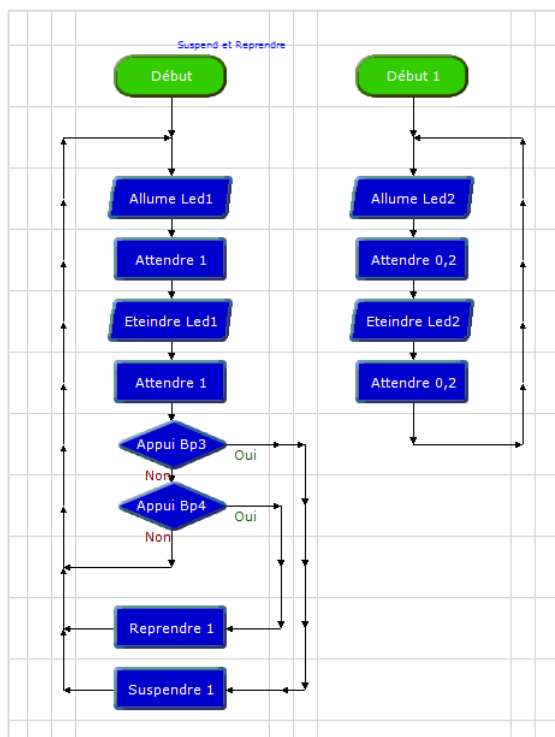 Suspend et Reprendre
Début
Allume Led1
Attendre 1
Eteindre Led1
Attendre 1
Appui Bp3
Oui
Non
Appui Bp4
Oui
Non
Reprendre 1
Suspendre 1
Début 1
Allume Led2
Attendre 0,2
Eteindre Led2
Attendre 0,2